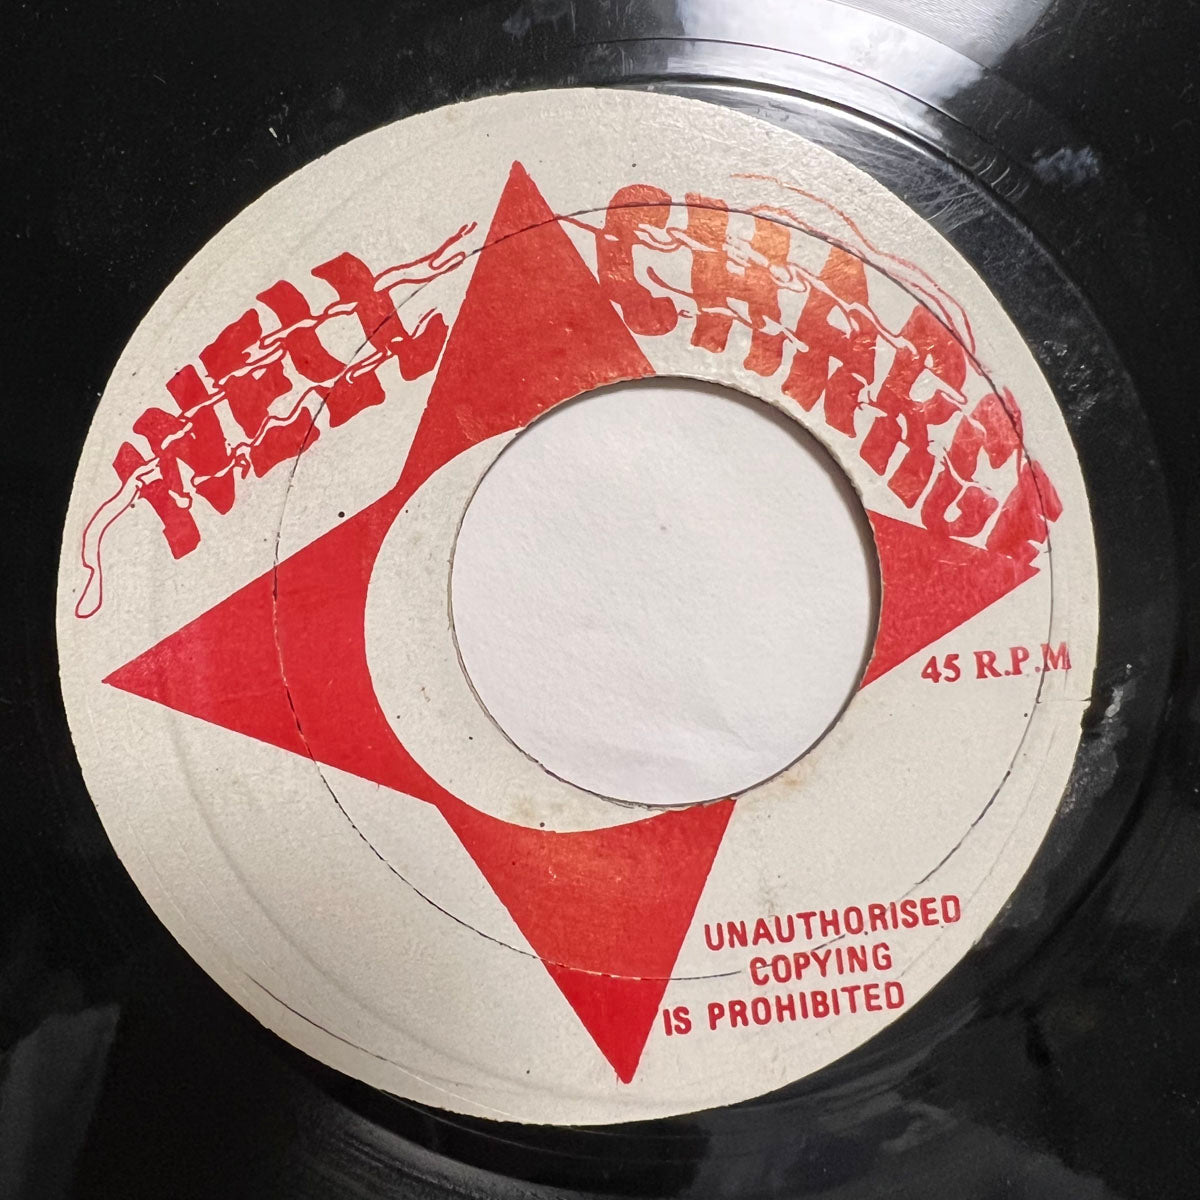 WELL CHARGE
45 R.P.M
UNAUTHORISED
COPYING
IS PROHIBITED